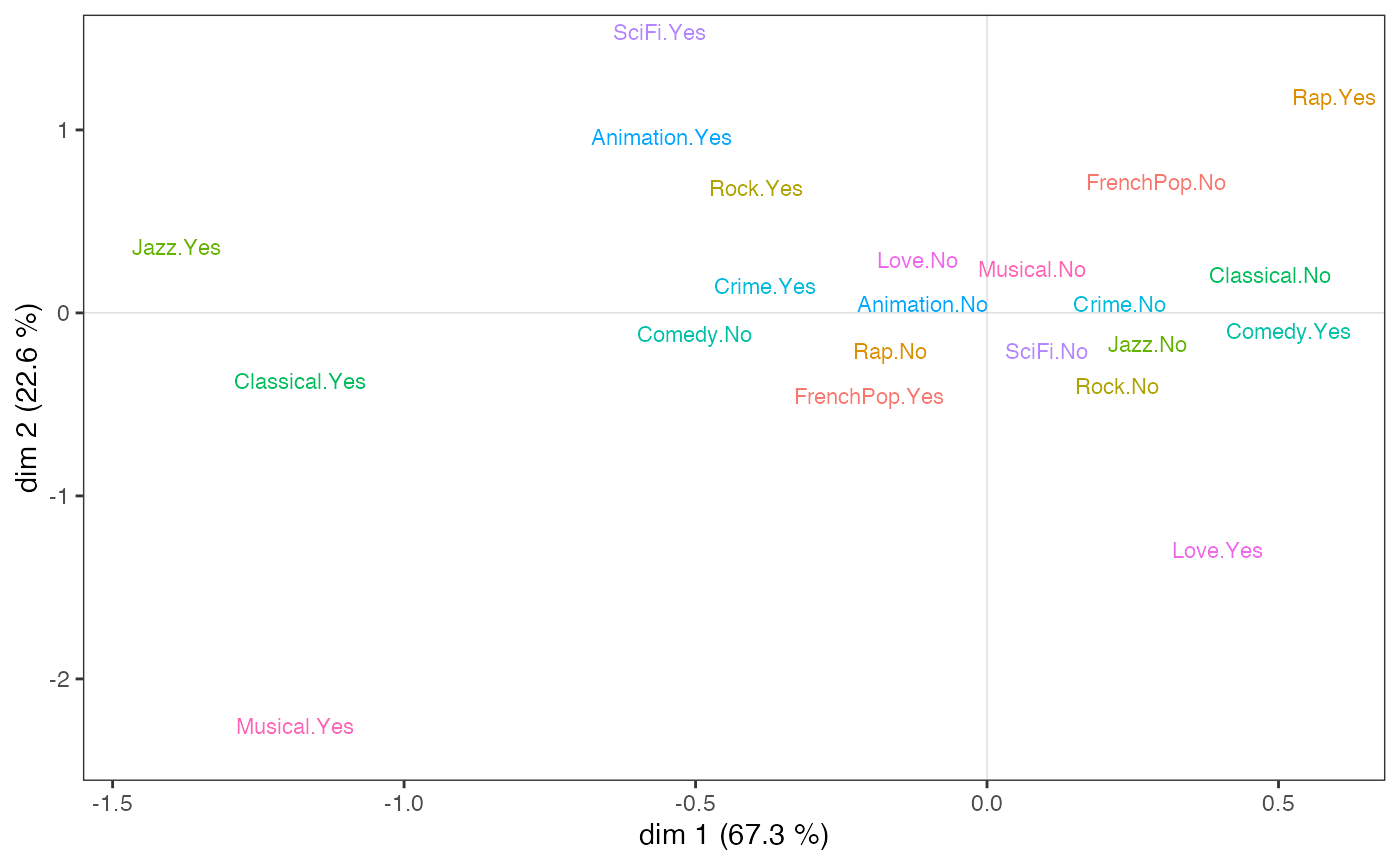 SciFi.Yes
Rap.Yes
1
Animation.Yes
FrenchPop.No
Rock.Yes
Jazz.Yes
Love.No
Musical.No
Classical.No
Crime.Yes
Animation.No
Crime.No
0
Comedy.No
Comedy.Yes
Rap.No
SciFi.No
Jazz.No
Classical.Yes
Rock.No
FrenchPop.Yes
dim 2 (22.6 %)
-1
Love.Yes
-2
Musical.Yes
-1.5 -1.0 -0.5 0.0 0.5
dim 1 (67.3 %)